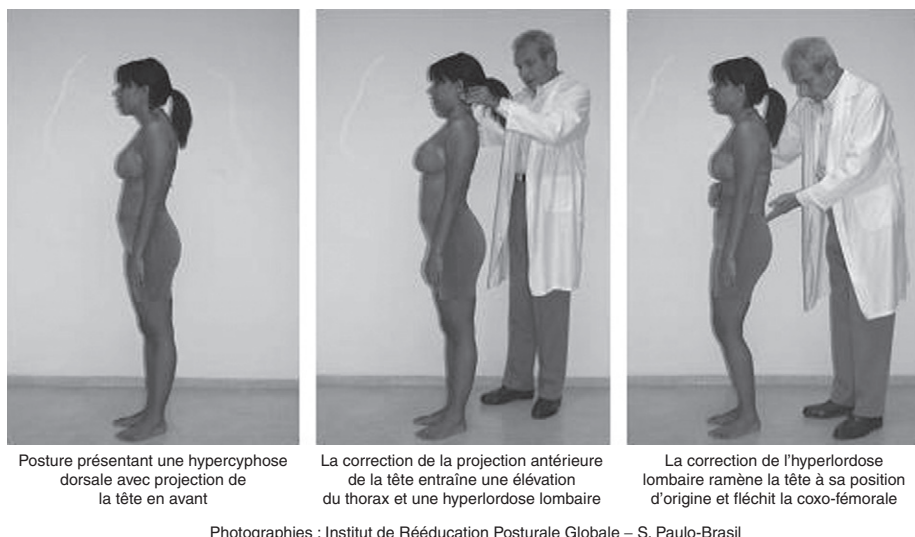 Posture présentant une hypercyphose
dorsale avec projection de
la tête en avant
La correction de la projection antérieure
de la tête entraîne une élévation
du thorax et une hyperlordose lombaire
La correction de l'hyperlordose
lombaire ramène la tête à sa position
d'origine et fléchit la coxo-fémorale
Photographies : Institut de Rééducation Posturale Globale – S. Paulo-Brasil